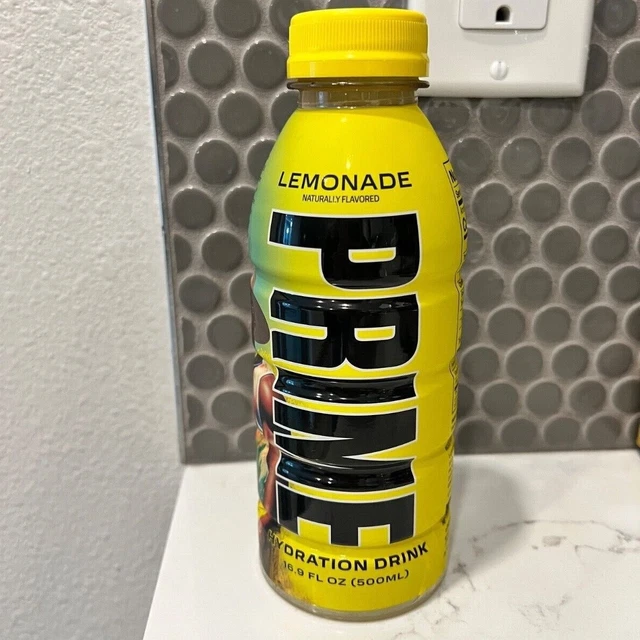 LEMONADE
NATURALLY FLAVORED
PRIME
HYDRATION DRINK
16.9 FL OZ (500ML)